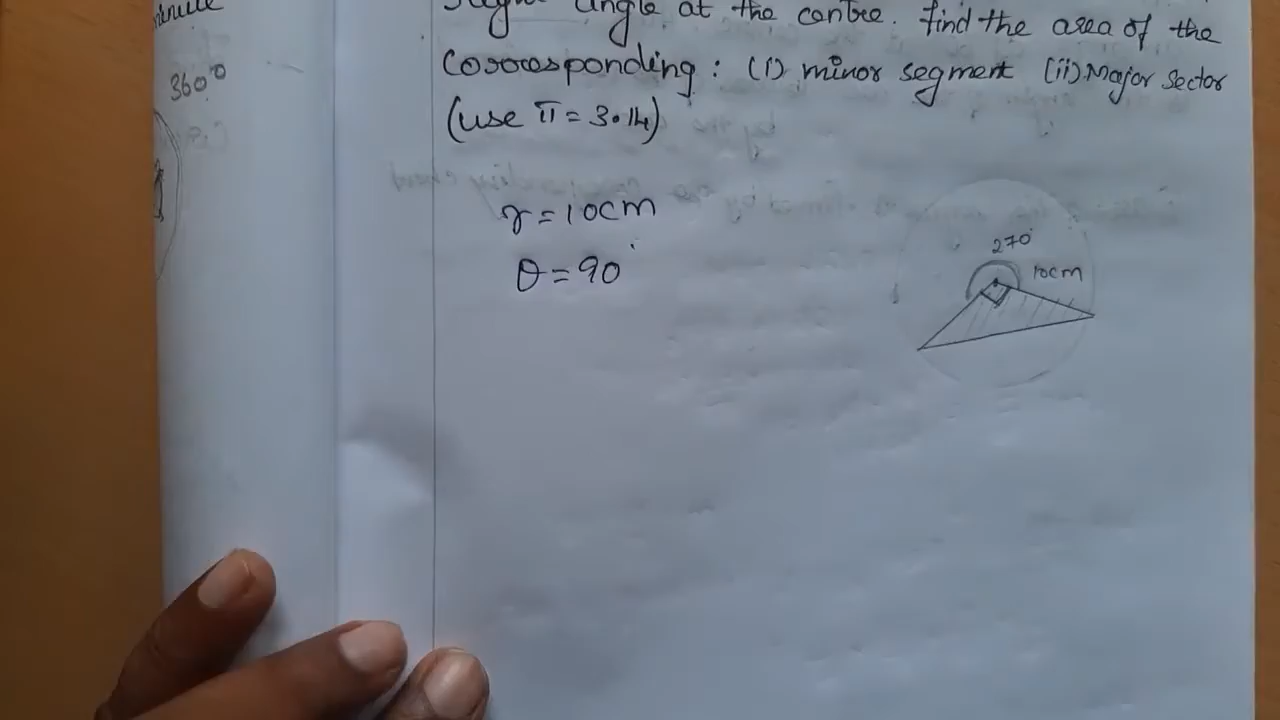 angle at the centre. find the area of the
Corresponding : (i) minor segment (ii) Major Sector
(use π = 3.14)
360°
r = 10cm
θ = 90°
270°
10cm